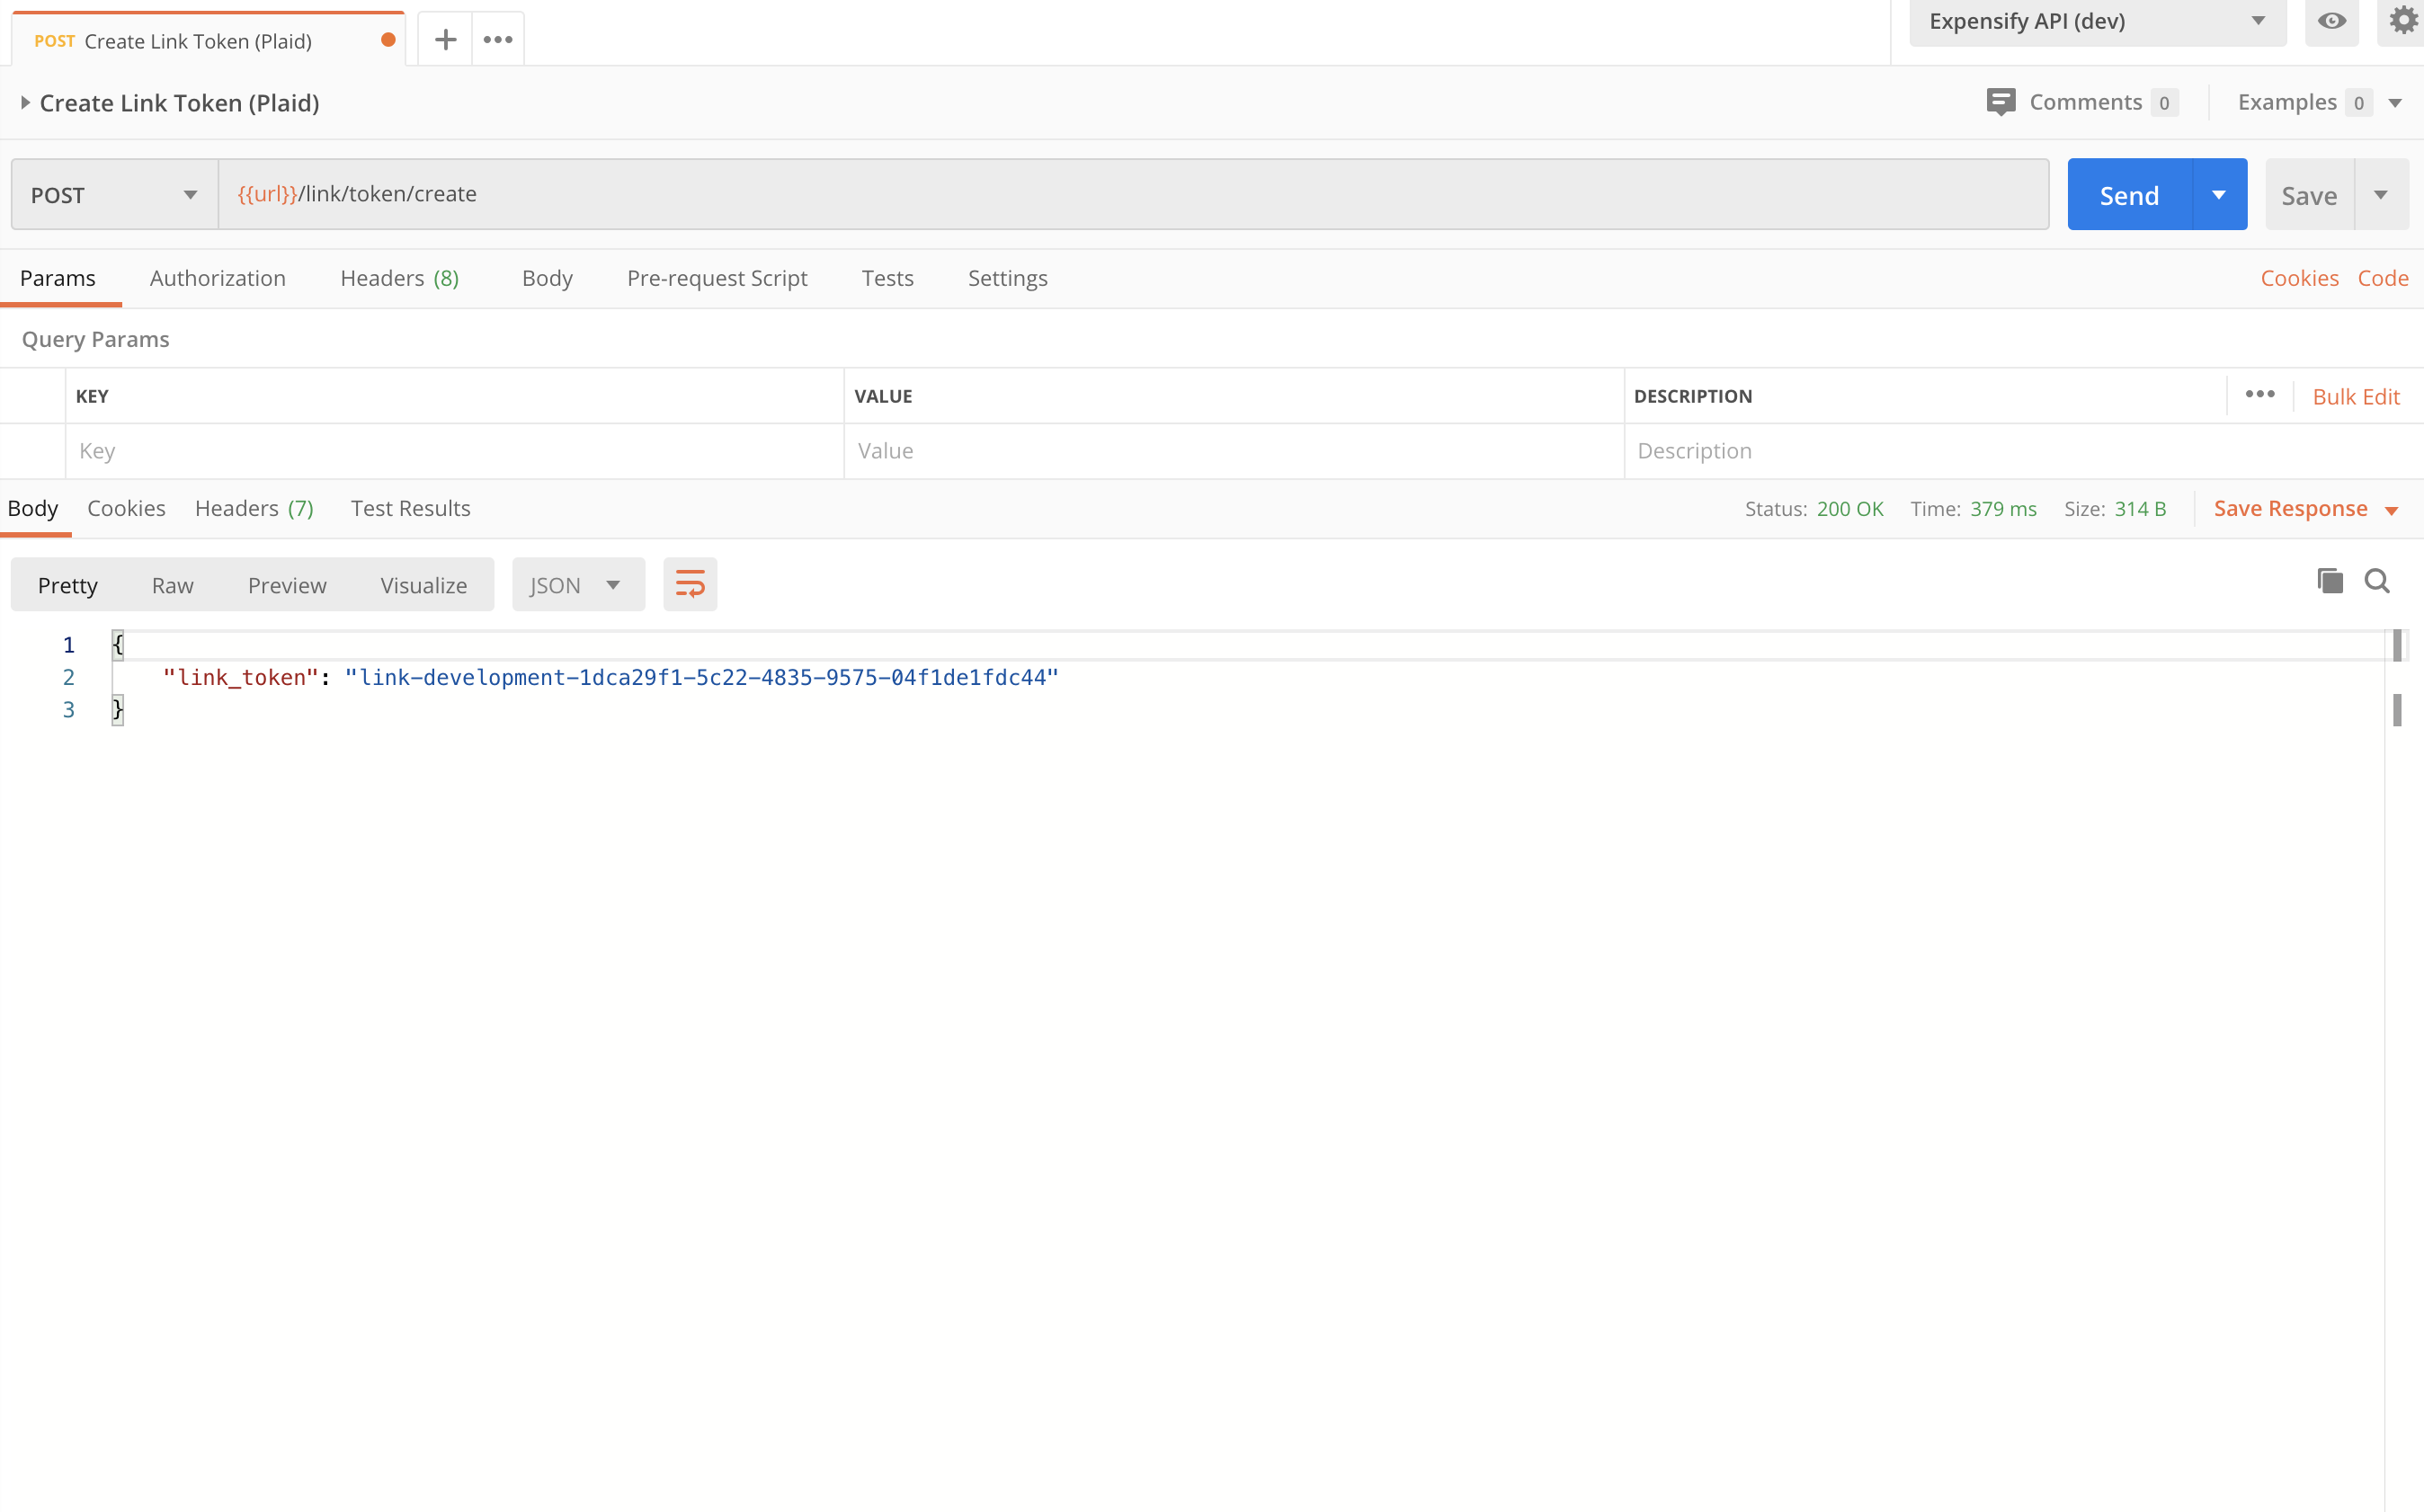 POST Create Link Token (Plaid)
Expensify API (dev)
Create Link Token (Plaid)
Comments 0
Examples 0
POST
{{url}}/link/token/create
Send
Save
Params Authorization Headers (8) Body Pre-request Script Tests Settings
Cookies Code
Query Params
KEY VALUE DESCRIPTION
Bulk Edit
Key Value Description
Body Cookies Headers (7) Test Results
Status: 200 OK Time: 379 ms Size: 314 B
Save Response
Pretty Raw Preview Visualize JSON
1 {
2 "link_token": "link-development-1dca29f1-5c22-4835-9575-04f1de1fdc44"
3 }